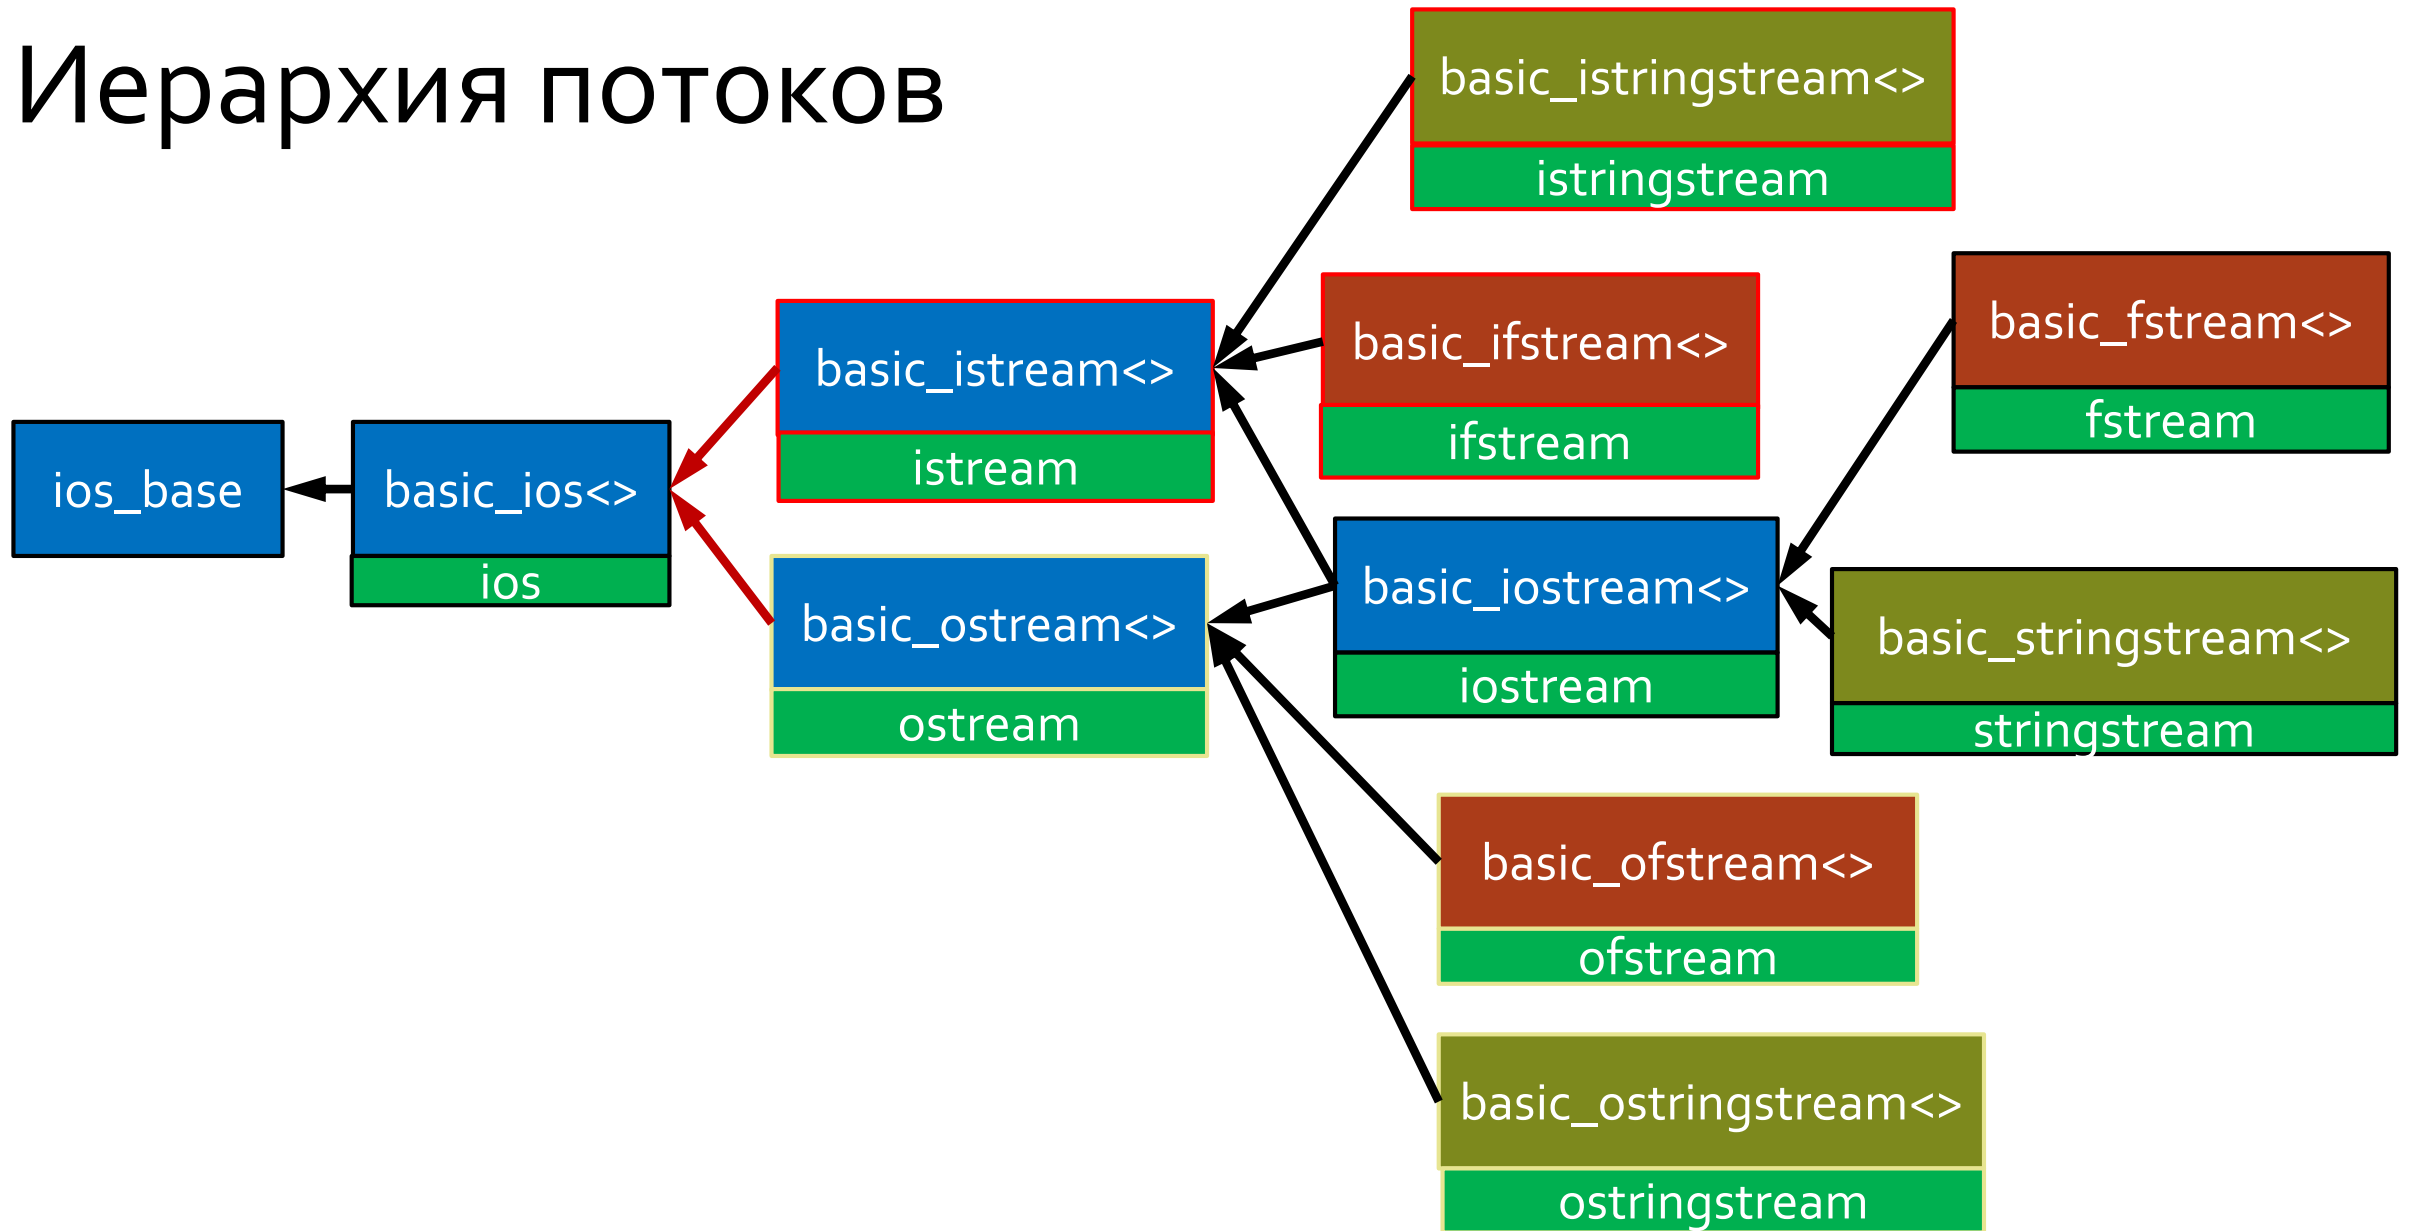 Иерархия потоков
basic_istringstream<>
istringstream
basic_istream<>
istream
basic_ifstream<>
ifstream
basic_fstream<>
fstream
ios_base
basic_ios<>
ios
basic_ostream<>
ostream
basic_iostream<>
iostream
basic_stringstream<>
stringstream
basic_ofstream<>
ofstream
basic_ostringstream<>
ostringstream